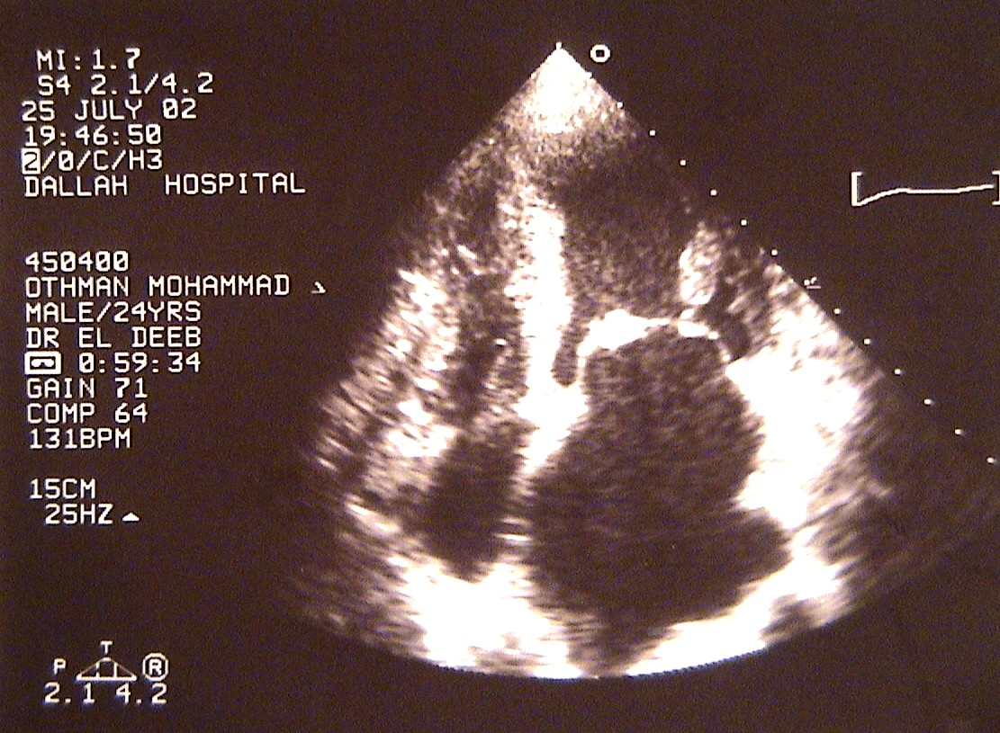 MI:1.7
S4 2.1/4.2
25 JULY 02
19:46:50
2/0/C/H3
DALLAH HOSPITAL
450400
OTHMAN MOHAMMAD
MALE/24YRS
DR EL DEEB
0:59:34
GAIN 71
COMP 64
131BPM
15CM
25HZ
T
P R
2.1 4.2